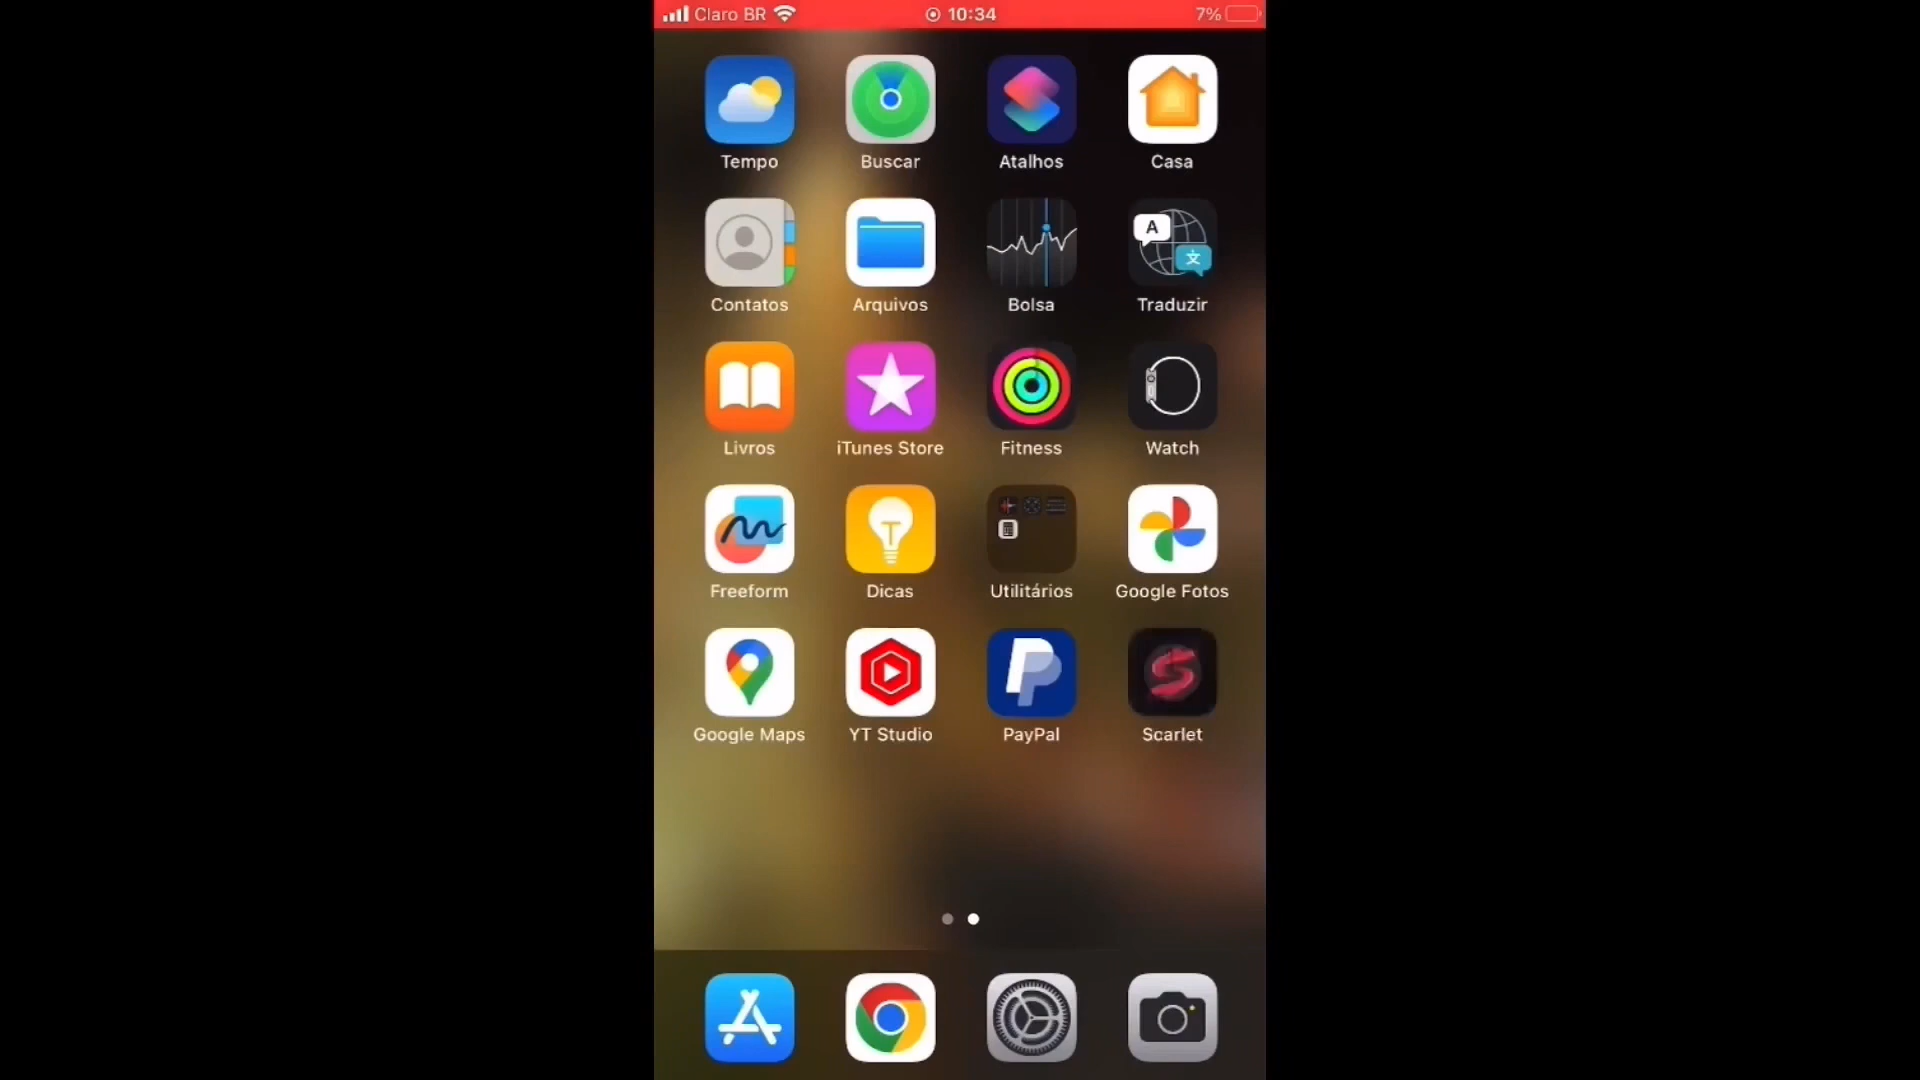 Claro BR 10:34 7%
Tempo Buscar Atalhos Casa
A 文
Contatos Arquivos Bolsa Traduzir
Livros iTunes Store Fitness Watch
Freeform Dicas Utilitários Google Fotos
Google Maps YT Studio PayPal Scarlet